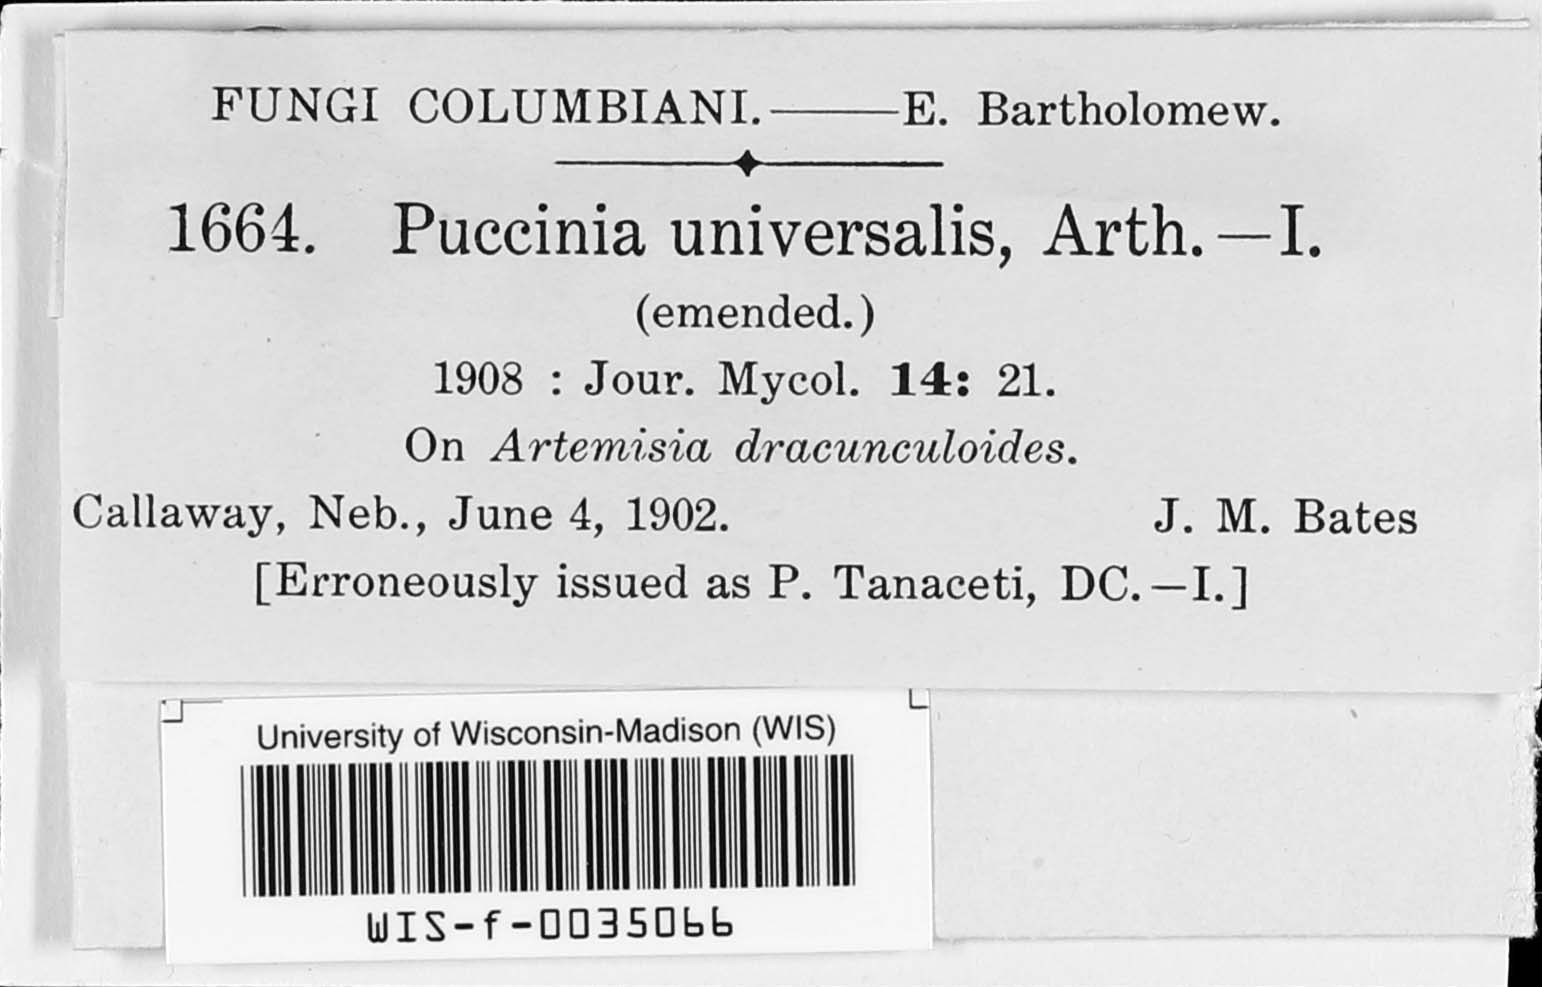 FUNGI COLUMBIANI.——E. Bartholomew.
1664. Puccinia universalis, Arth.—I.
(emended.)
1908 : Jour. Mycol. 14: 21.
On Artemisia dracunculoides.
Callaway, Neb., June 4, 1902. J. M. Bates
[Erroneously issued as P. Tanaceti, DC.—I.]
University of Wisconsin-Madison (WIS)
WIS-f-0035066